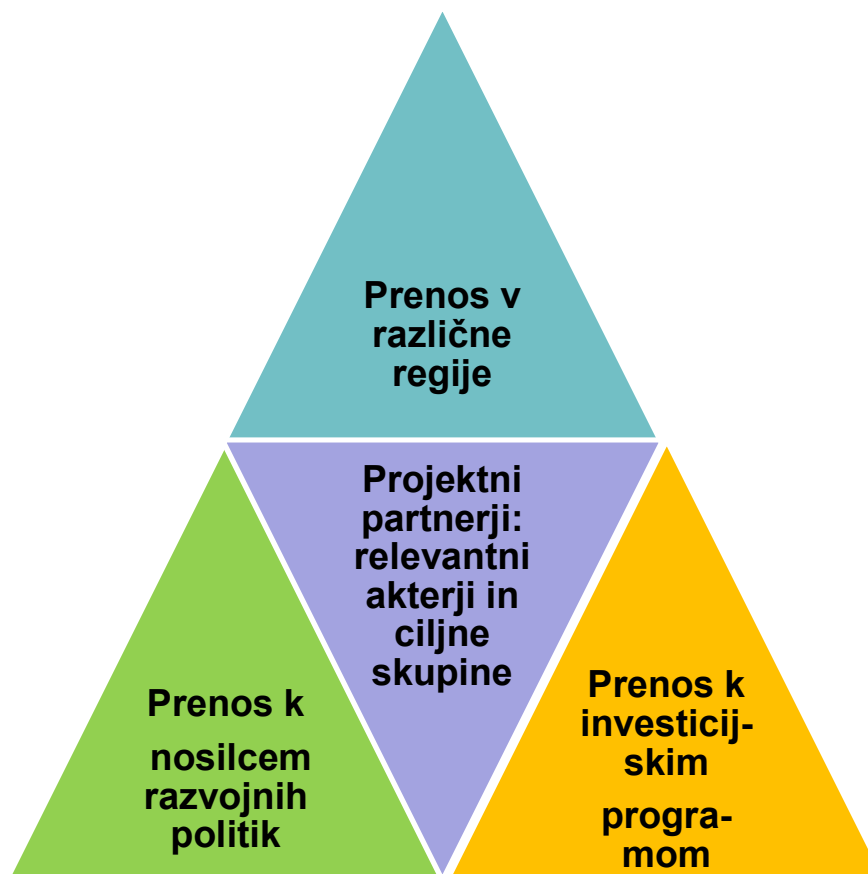 Prenos v
različne
regije
Projektni
partnerji:
relevantni
akterji in
ciljne
skupine
Prenos k
nosilcem
razvojnih
politik
Prenos k
investicij-
skim
progra-
mom